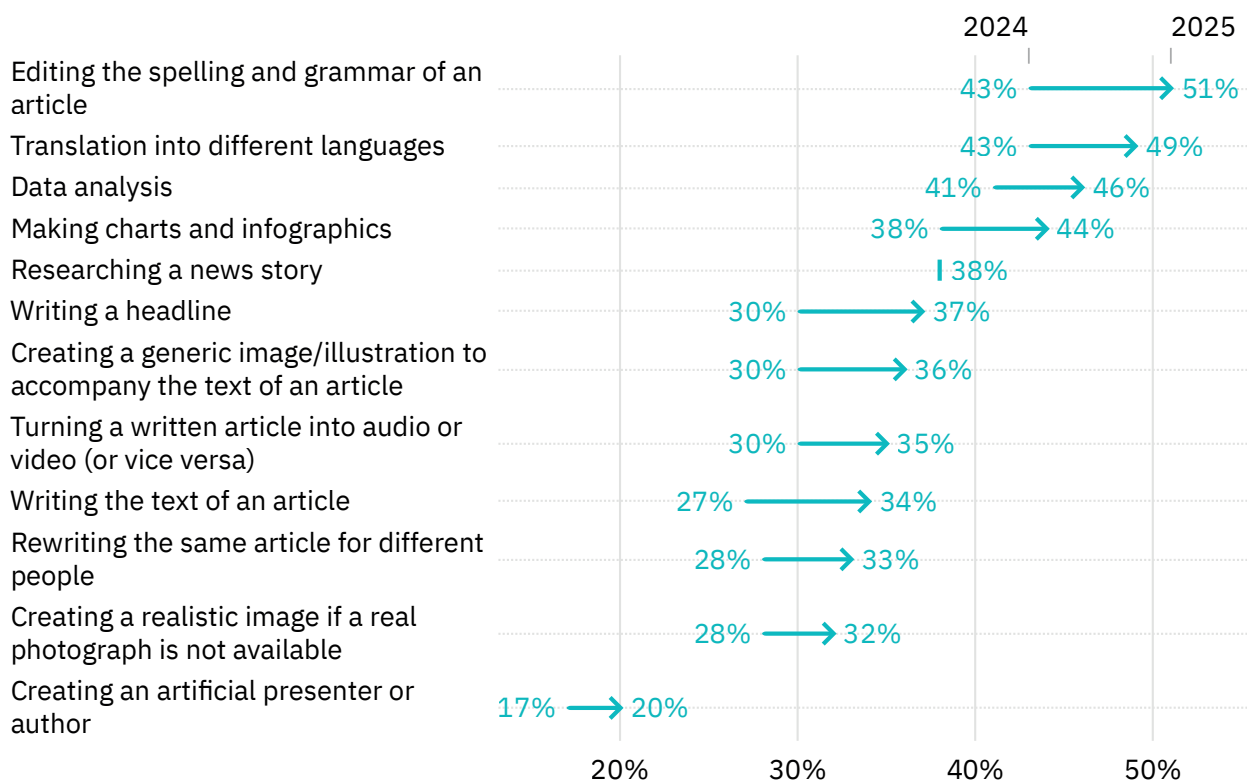 2024 2025
Editing the spelling and grammar of an
article
43% 51%
Translation into different languages 43% 49%
Data analysis 41% 46%
Making charts and infographics 38% 44%
Researching a news story 38%
Writing a headline 30% 37%
Creating a generic image/illustration to
accompany the text of an article
30% 36%
Turning a written article into audio or
video (or vice versa)
30% 35%
Writing the text of an article 27% 34%
Rewriting the same article for different
people
28% 33%
Creating a realistic image if a real
photograph is not available
28% 32%
Creating an artificial presenter or
author
17% 20%
20% 30% 40% 50%